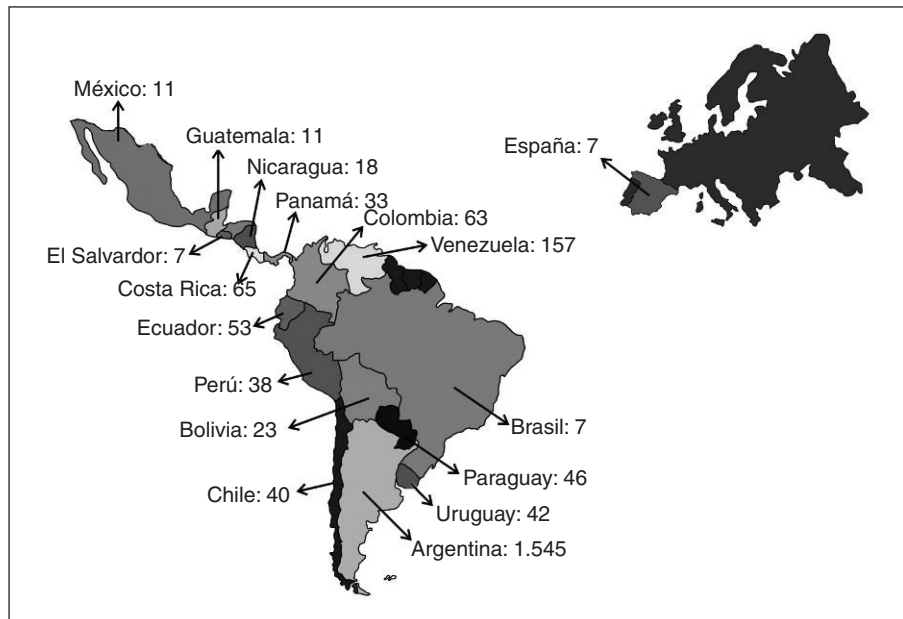 México: 11
Guatemala: 11
España: 7
Nicaragua: 18
Panamá: 33
Colombia: 63
Venezuela: 157
El Salvardor: 7
Costa Rica: 65
Ecuador: 53
Perú: 38
Bolivia: 23
Brasil: 7
Paraguay: 46
Chile: 40
Uruguay: 42
Argentina: 1.545